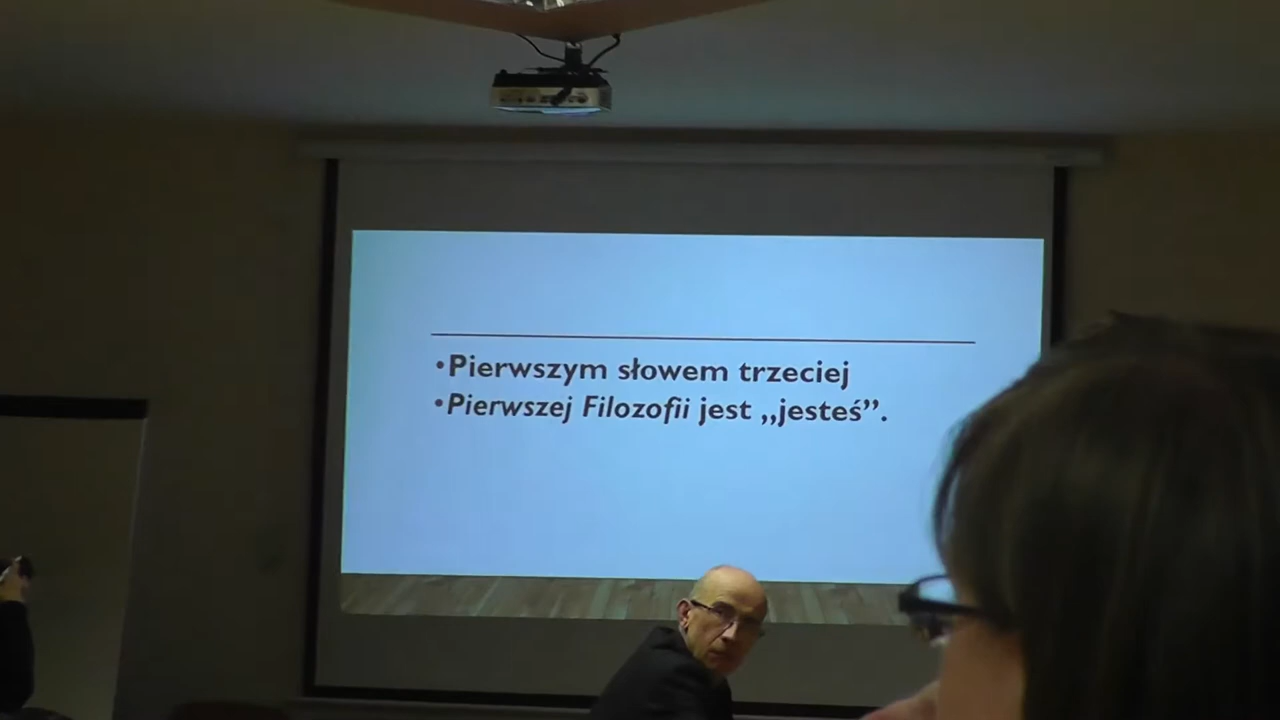 •Pierwszym słowem trzeciej
•Pierwszej Filozofii jest „jesteś”.